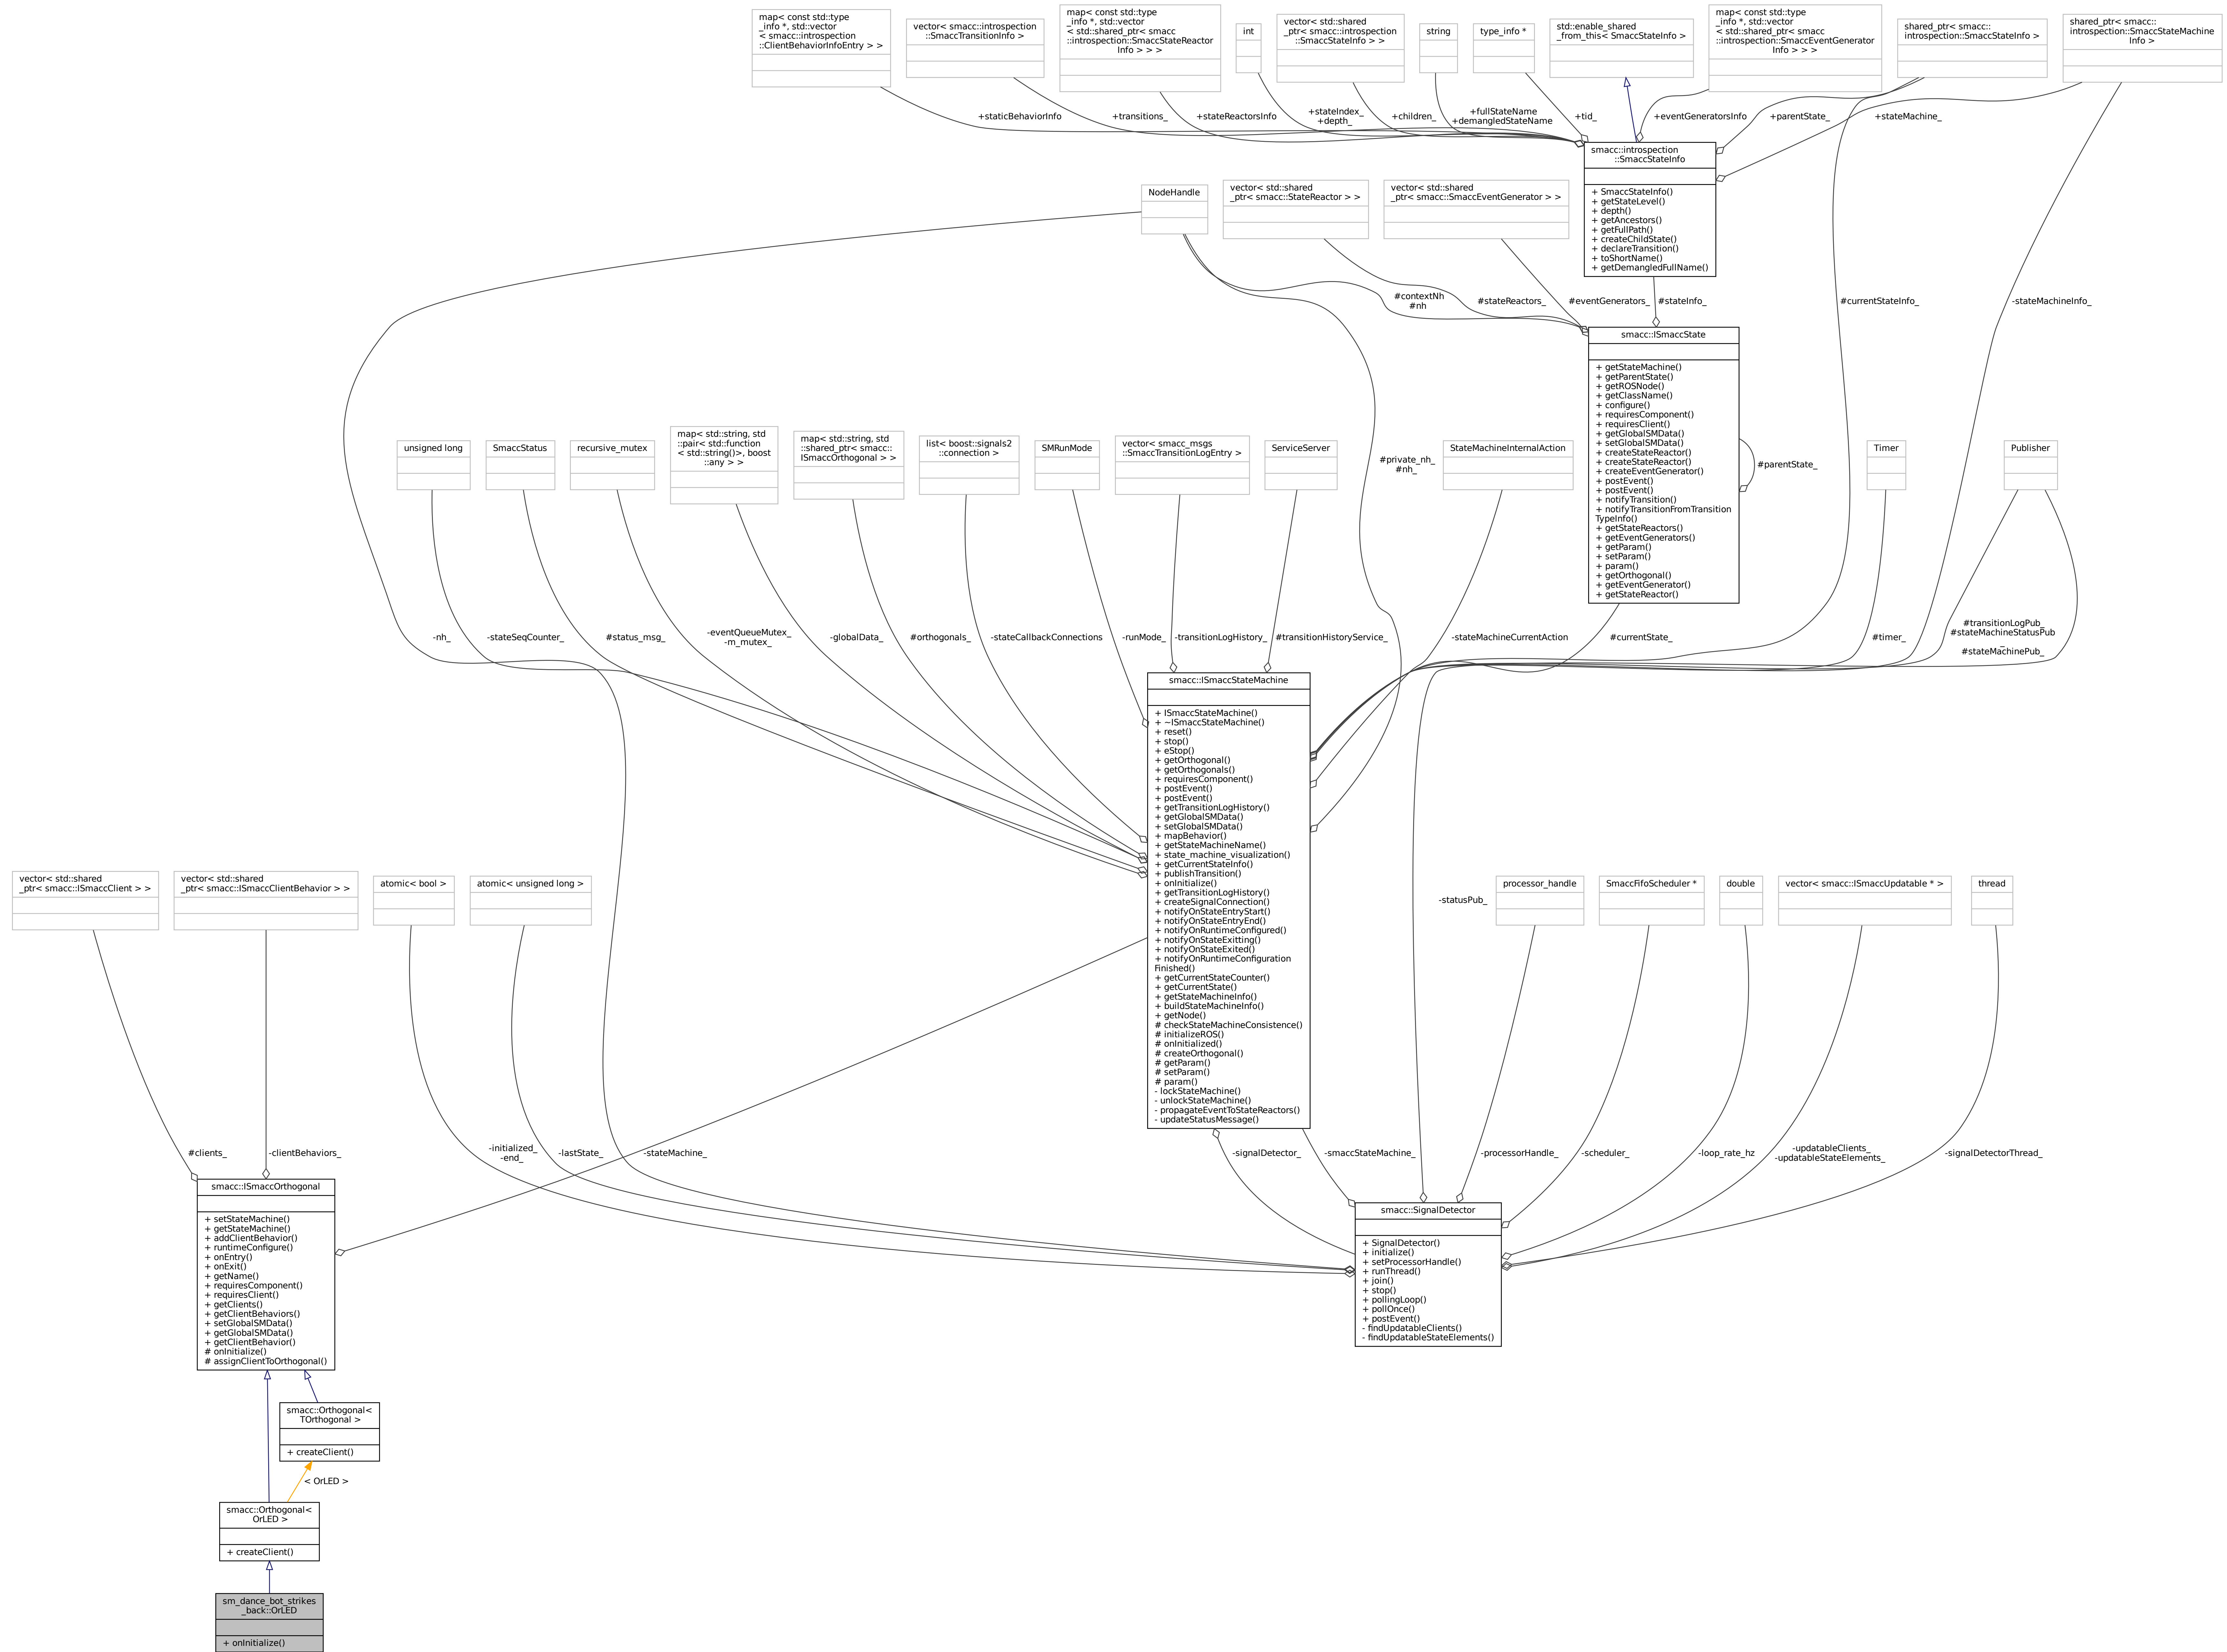 map< const std::type
_info *, std::vector
< smacc::introspection
::ClientBehaviorInfoEntry > >
vector< smacc::introspection
::SmaccTransitionInfo >
map< const std::type
_info *, std::vector
< std::shared_ptr< smacc
::introspection::SmaccStateReactor
Info > > >
int
vector< std::shared
_ptr< smacc::introspection
::SmaccStateInfo > >
string
type_info *
std::enable_shared
_from_this< SmaccStateInfo >
map< const std::type
_info *, std::vector
< std::shared_ptr< smacc
::introspection::SmaccEventGenerator
Info > > >
shared_ptr< smacc::
introspection::SmaccStateInfo >
shared_ptr< smacc::
introspection::SmaccStateMachine
Info >
+staticBehaviorInfo
+transitions_
+stateReactorsInfo
+stateIndex_
+depth_
+children_
+fullStateName
+demangledStateName
+tid_
+eventGeneratorsInfo
+parentState_
+stateMachine_
smacc::introspection
::SmaccStateInfo
+ SmaccStateInfo()
+ getStateLevel()
+ depth()
+ getAncestors()
+ getFullPath()
+ createChildState()
+ declareTransition()
+ toShortName()
+ getDemangledFullName()
NodeHandle
vector< std::shared
_ptr< smacc::StateReactor > >
vector< std::shared
_ptr< smacc::SmaccEventGenerator > >
#contextNh
#nh
#stateReactors_
#eventGenerators_
#stateInfo_
#currentStateInfo_
-stateMachineInfo_
smacc::ISmaccState
+ getStateMachine()
+ getParentState()
+ getROSNode()
+ getClassName()
+ configure()
+ requiresComponent()
+ requiresClient()
+ getGlobalSMData()
+ setGlobalSMData()
+ createStateReactor()
+ createStateReactor()
+ createEventGenerator()
+ postEvent()
+ postEvent()
+ notifyTransition()
+ notifyTransitionFromTransition
TypeInfo()
+ getStateReactors()
+ getEventGenerators()
+ getParam()
+ setParam()
+ param()
+ getOrthogonal()
+ getEventGenerator()
+ getStateReactor()
#parentState_
unsigned long
SmaccStatus
recursive_mutex
map< std::string, std
::pair< std::function
< std::string()>, boost
::any > >
map< std::string, std
::shared_ptr< smacc::
ISmaccOrthogonal > >
list< boost::signals2
::connection >
SMRunMode
vector< smacc_msgs
::SmaccTransitionLogEntry >
ServiceServer
#private_nh_
#nh_
StateMachineInternalAction
Timer
Publisher
-nh_
-stateSeqCounter_
#status_msg_
-eventQueueMutex_
-m_mutex_
-globalData_
#orthogonals_
-stateCallbackConnections
-runMode_
-transitionLogHistory_
#transitionHistoryService_
-stateMachineCurrentAction
#currentState_
#timer_
#transitionLogPub_
#stateMachineStatusPub
_
#stateMachinePub_
smacc::ISmaccStateMachine
+ ISmaccStateMachine()
+ ~ISmaccStateMachine()
+ reset()
+ stop()
+ eStop()
+ getOrthogonal()
+ getOrthogonals()
+ requiresComponent()
+ postEvent()
+ postEvent()
+ getTransitionLogHistory()
+ getGlobalSMData()
+ setGlobalSMData()
+ mapBehavior()
+ getStateMachineName()
+ state_machine_visualization()
+ getCurrentStateInfo()
+ publishTransition()
+ onInitialize()
+ getTransitionLogHistory()
+ createSignalConnection()
+ notifyOnStateEntryStart()
+ notifyOnStateEntryEnd()
+ notifyOnRuntimeConfigured()
+ notifyOnStateExitting()
+ notifyOnStateExited()
+ notifyOnRuntimeConfiguration
Finished()
+ getCurrentStateCounter()
+ getCurrentState()
+ getStateMachineInfo()
+ buildStateMachineInfo()
+ getNode()
# checkStateMachineConsistence()
# initializeROS()
# onInitialized()
# createOrthogonal()
# getParam()
# setParam()
# param()
- lockStateMachine()
- unlockStateMachine()
- propagateEventToStateReactors()
- updateStatusMessage()
vector< std::shared
_ptr< smacc::ISmaccClient > >
vector< std::shared
_ptr< smacc::ISmaccClientBehavior > >
atomic< bool >
atomic< unsigned long >
-statusPub_
processor_handle
SmaccFifoScheduler *
double
vector< smacc::ISmaccUpdatable * >
thread
#clients_
-clientBehaviors_
-initialized_
-end_
-lastState_
-stateMachine_
-signalDetector_
-smaccStateMachine_
-processorHandle_
-scheduler_
-loop_rate_hz
-updatableClients_
-updatableStateElements_
-signalDetectorThread_
smacc::ISmaccOrthogonal
+ setStateMachine()
+ getStateMachine()
+ addClientBehavior()
+ runtimeConfigure()
+ onEntry()
+ onExit()
+ getName()
+ requiresComponent()
+ requiresClient()
+ getClients()
+ getClientBehaviors()
+ setGlobalSMData()
+ getGlobalSMData()
+ getClientBehavior()
# onInitialize()
# assignClientToOrthogonal()
smacc::SignalDetector
+ SignalDetector()
+ initialize()
+ setProcessorHandle()
+ runThread()
+ join()
+ stop()
+ pollingLoop()
+ pollOnce()
+ postEvent()
- findUpdatableClients()
- findUpdatableStateElements()
smacc::Orthogonal<
TOrthogonal >
+ createClient()
< OrLED >
smacc::Orthogonal<
OrLED >
+ createClient()
sm_dance_bot_strikes
_back::OrLED
+ onInitialize()